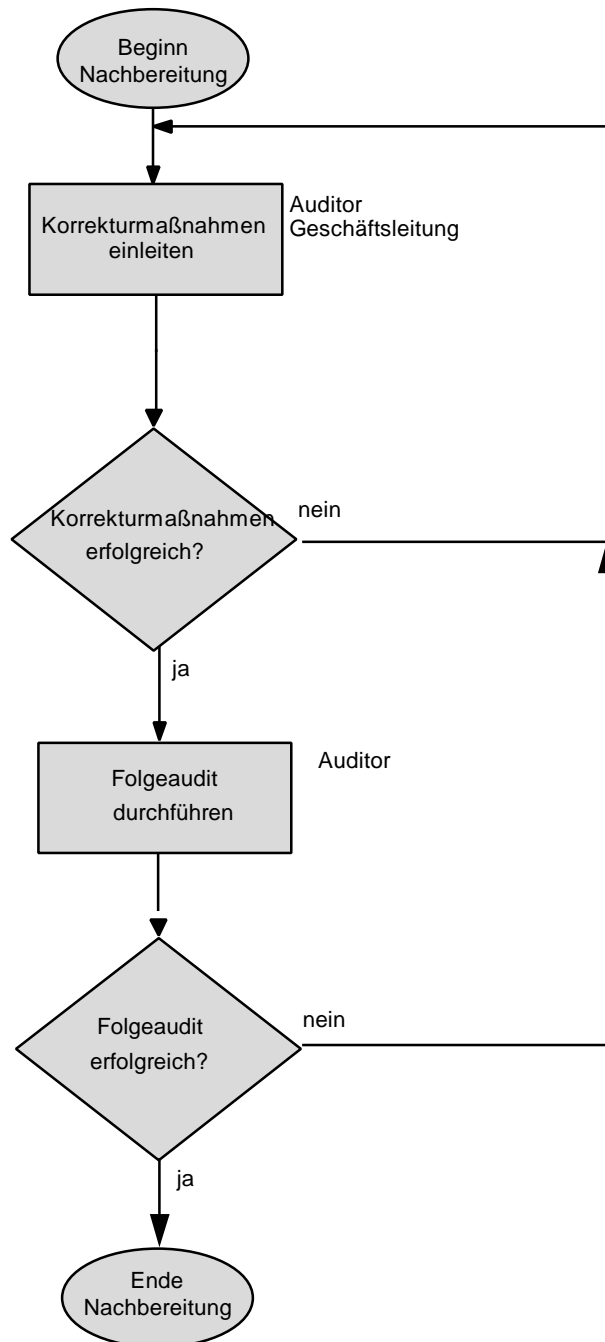 Beginn
Nachbereitung
Korrekturmaßnahmen
einleiten
Auditor
Geschäftsleitung
Korrekturmaßnahmen
erfolgreich?
nein
ja
Folgeaudit
durchführen
Auditor
Folgeaudit
erfolgreich?
nein
ja
Ende
Nachbereitung